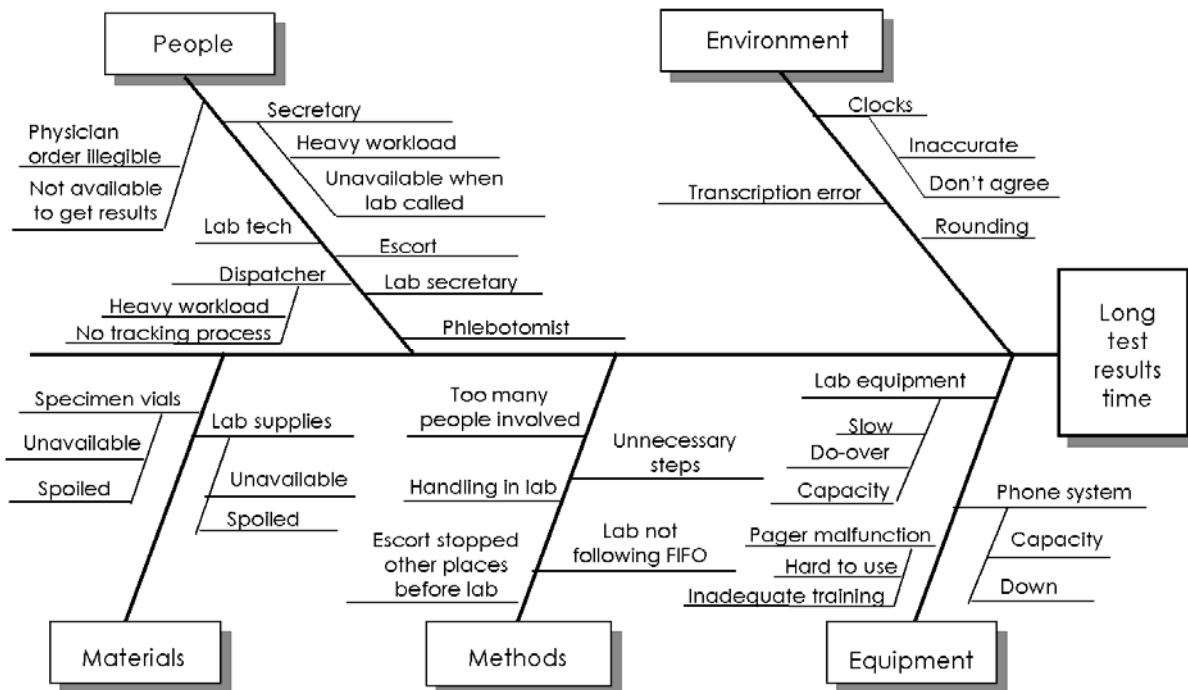 People
Environment
Physician
order illegible
Not available
to get results
Secretary
Heavy workload
Unavailable when
lab called
Lab tech
Escort
Dispatcher
Lab secretary
Heavy workload
No tracking process
Phlebotomist
Clocks
Inaccurate
Don't agree
Transcription error
Rounding
Long
test
results
time
Specimen vials
Unavailable
Spoiled
Lab supplies
Unavailable
Spoiled
Too many
people involved
Unnecessary
steps
Handling in lab
Lab not
following FIFO
Escort stopped
other places
before lab
Lab equipment
Slow
Do-over
Capacity
Phone system
Capacity
Down
Pager malfunction
Hard to use
Inadequate training
Materials
Methods
Equipment